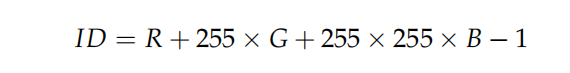 ID = R + 255 × G + 255 × 255 × B − 1